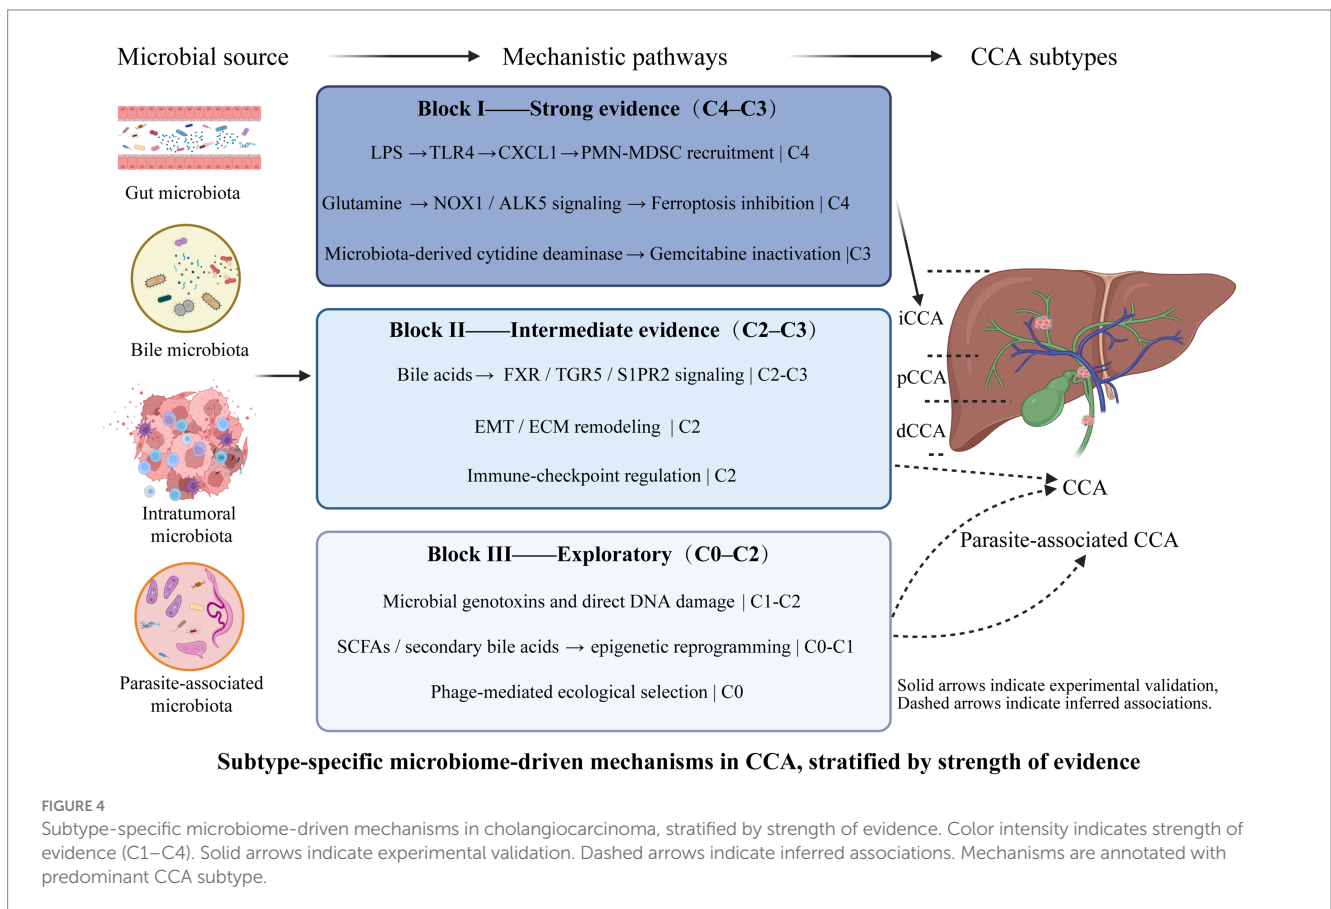 Microbial source
Mechanistic pathways
CCA subtypes
Gut microbiota
Bile microbiota
Intratumoral
microbiota
Parasite-associated
microbiota
Block I——Strong evidence（C4–C3）
LPS →TLR4→CXCL1→PMN-MDSC recruitment | C4
Glutamine → NOX1 / ALK5 signaling → Ferroptosis inhibition | C4
Microbiota-derived cytidine deaminase→ Gemcitabine inactivation |C3
Block II——Intermediate evidence（C2–C3）
Bile acids→ FXR / TGR5 / S1PR2 signaling | C2-C3
EMT / ECM remodeling | C2
Immune-checkpoint regulation | C2
Block III——Exploratory（C0–C2）
Microbial genotoxins and direct DNA damage | C1-C2
SCFAs / secondary bile acids → epigenetic reprogramming | C0-C1
Phage-mediated ecological selection | C0
iCCA
pCCA
dCCA
CCA
Parasite-associated CCA
Solid arrows indicate experimental validation,
Dashed arrows indicate inferred associations.
Subtype-specific microbiome-driven mechanisms in CCA, stratified by strength of evidence
FIGURE 4
Subtype-specific microbiome-driven mechanisms in cholangiocarcinoma, stratified by strength of evidence. Color intensity indicates strength of
evidence (C1–C4). Solid arrows indicate experimental validation. Dashed arrows indicate inferred associations. Mechanisms are annotated with
predominant CCA subtype.